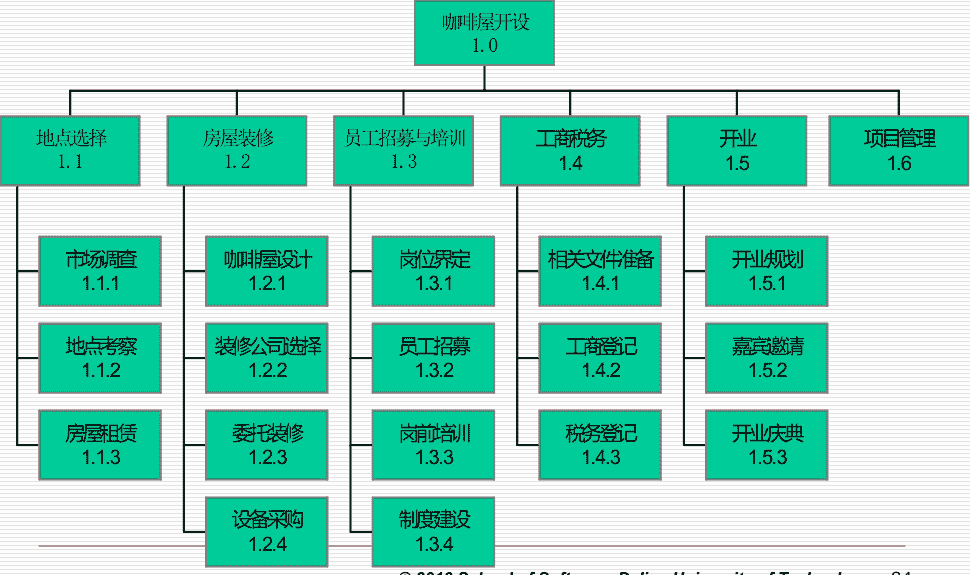 咖啡屋开设
1.0
地点选择
1.1
房屋装修
1.2
员工招募与培训
1.3
工商税务
1.4
开业
1.5
项目管理
1.6
市场调查
1.1.1
咖啡屋设计
1.2.1
岗位界定
1.3.1
相关文件准备
1.4.1
开业规划
1.5.1
地点考察
1.1.2
装修公司选择
1.2.2
员工招募
1.3.2
工商登记
1.4.2
嘉宾邀请
1.5.2
房屋租赁
1.1.3
委托装修
1.2.3
岗前培训
1.3.3
税务登记
1.4.3
开业庆典
1.5.3
设备采购
1.2.4
制度建设
1.3.4